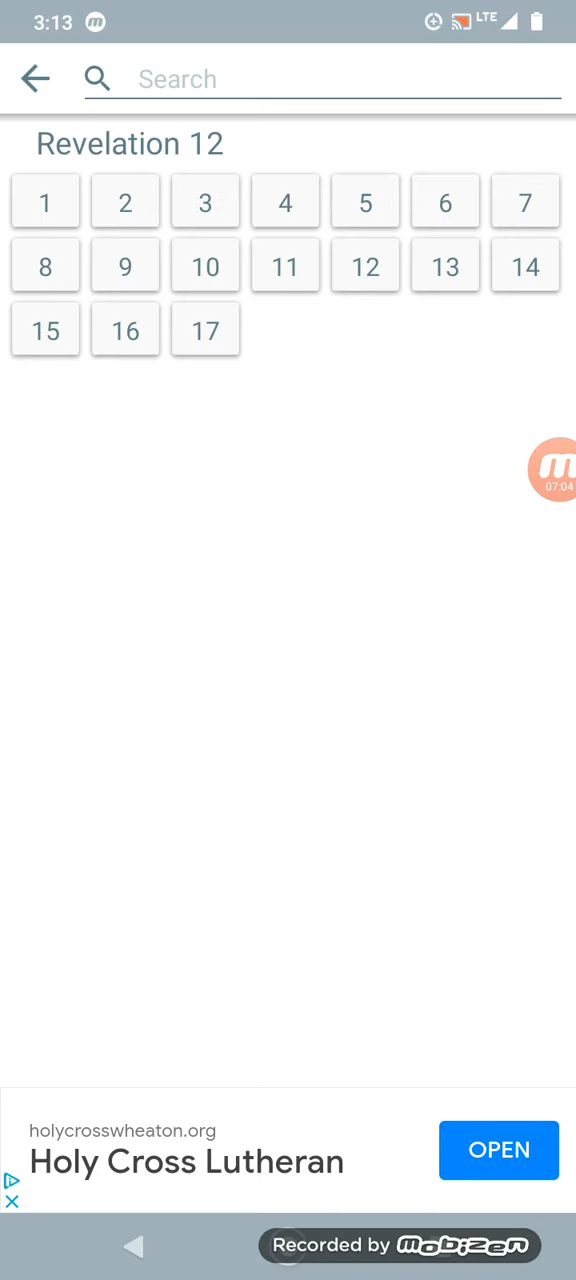 3:13 m LTE
Search
Revelation 12
1 2 3 4 5 6 7
8 9 10 11 12 13 14
15 16 17
m
07:04
holycrosswheaton.org
Holy Cross Lutheran
OPEN
Recorded by mobizen